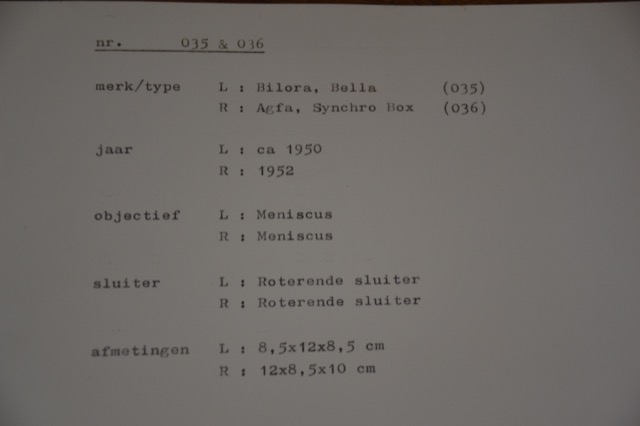 nr. 035 & 036
merk/type L : Bilora, Bella (035)
R : Agfa, Synchro Box (036)
jaar L : ca 1950
R : 1952
objectief L : Meniscus
R : Meniscus
sluiter L : Roterende sluiter
R : Roterende sluiter
afmetingen L : 8,5x12x8,5 cm
R : 12x8,5x10 cm